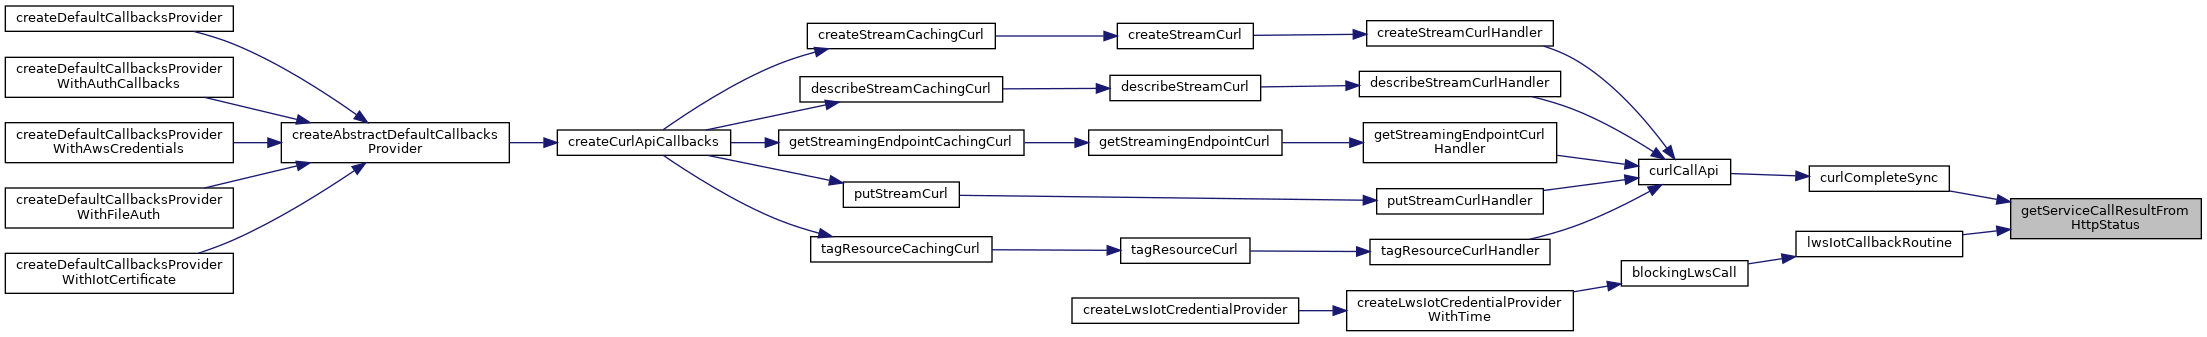 createDefaultCallbacksProvider
createDefaultCallbacksProvider
WithAuthCallbacks
createDefaultCallbacksProvider
WithAwsCredentials
createDefaultCallbacksProvider
WithFileAuth
createDefaultCallbacksProvider
WithIotCertificate
createAbstractDefaultCallbacks
Provider
createCurlApiCallbacks
createStreamCachingCurl
describeStreamCachingCurl
getStreamingEndpointCachingCurl
putStreamCurl
tagResourceCachingCurl
createStreamCurl
describeStreamCurl
getStreamingEndpointCurl
tagResourceCurl
createLwsIotCredentialProvider
createStreamCurlHandler
describeStreamCurlHandler
getStreamingEndpointCurl
Handler
putStreamCurlHandler
tagResourceCurlHandler
createLwsIotCredentialProvider
WithTime
curlCallApi
blockingLwsCall
curlCompleteSync
lwsIotCallbackRoutine
getServiceCallResultFrom
HttpStatus